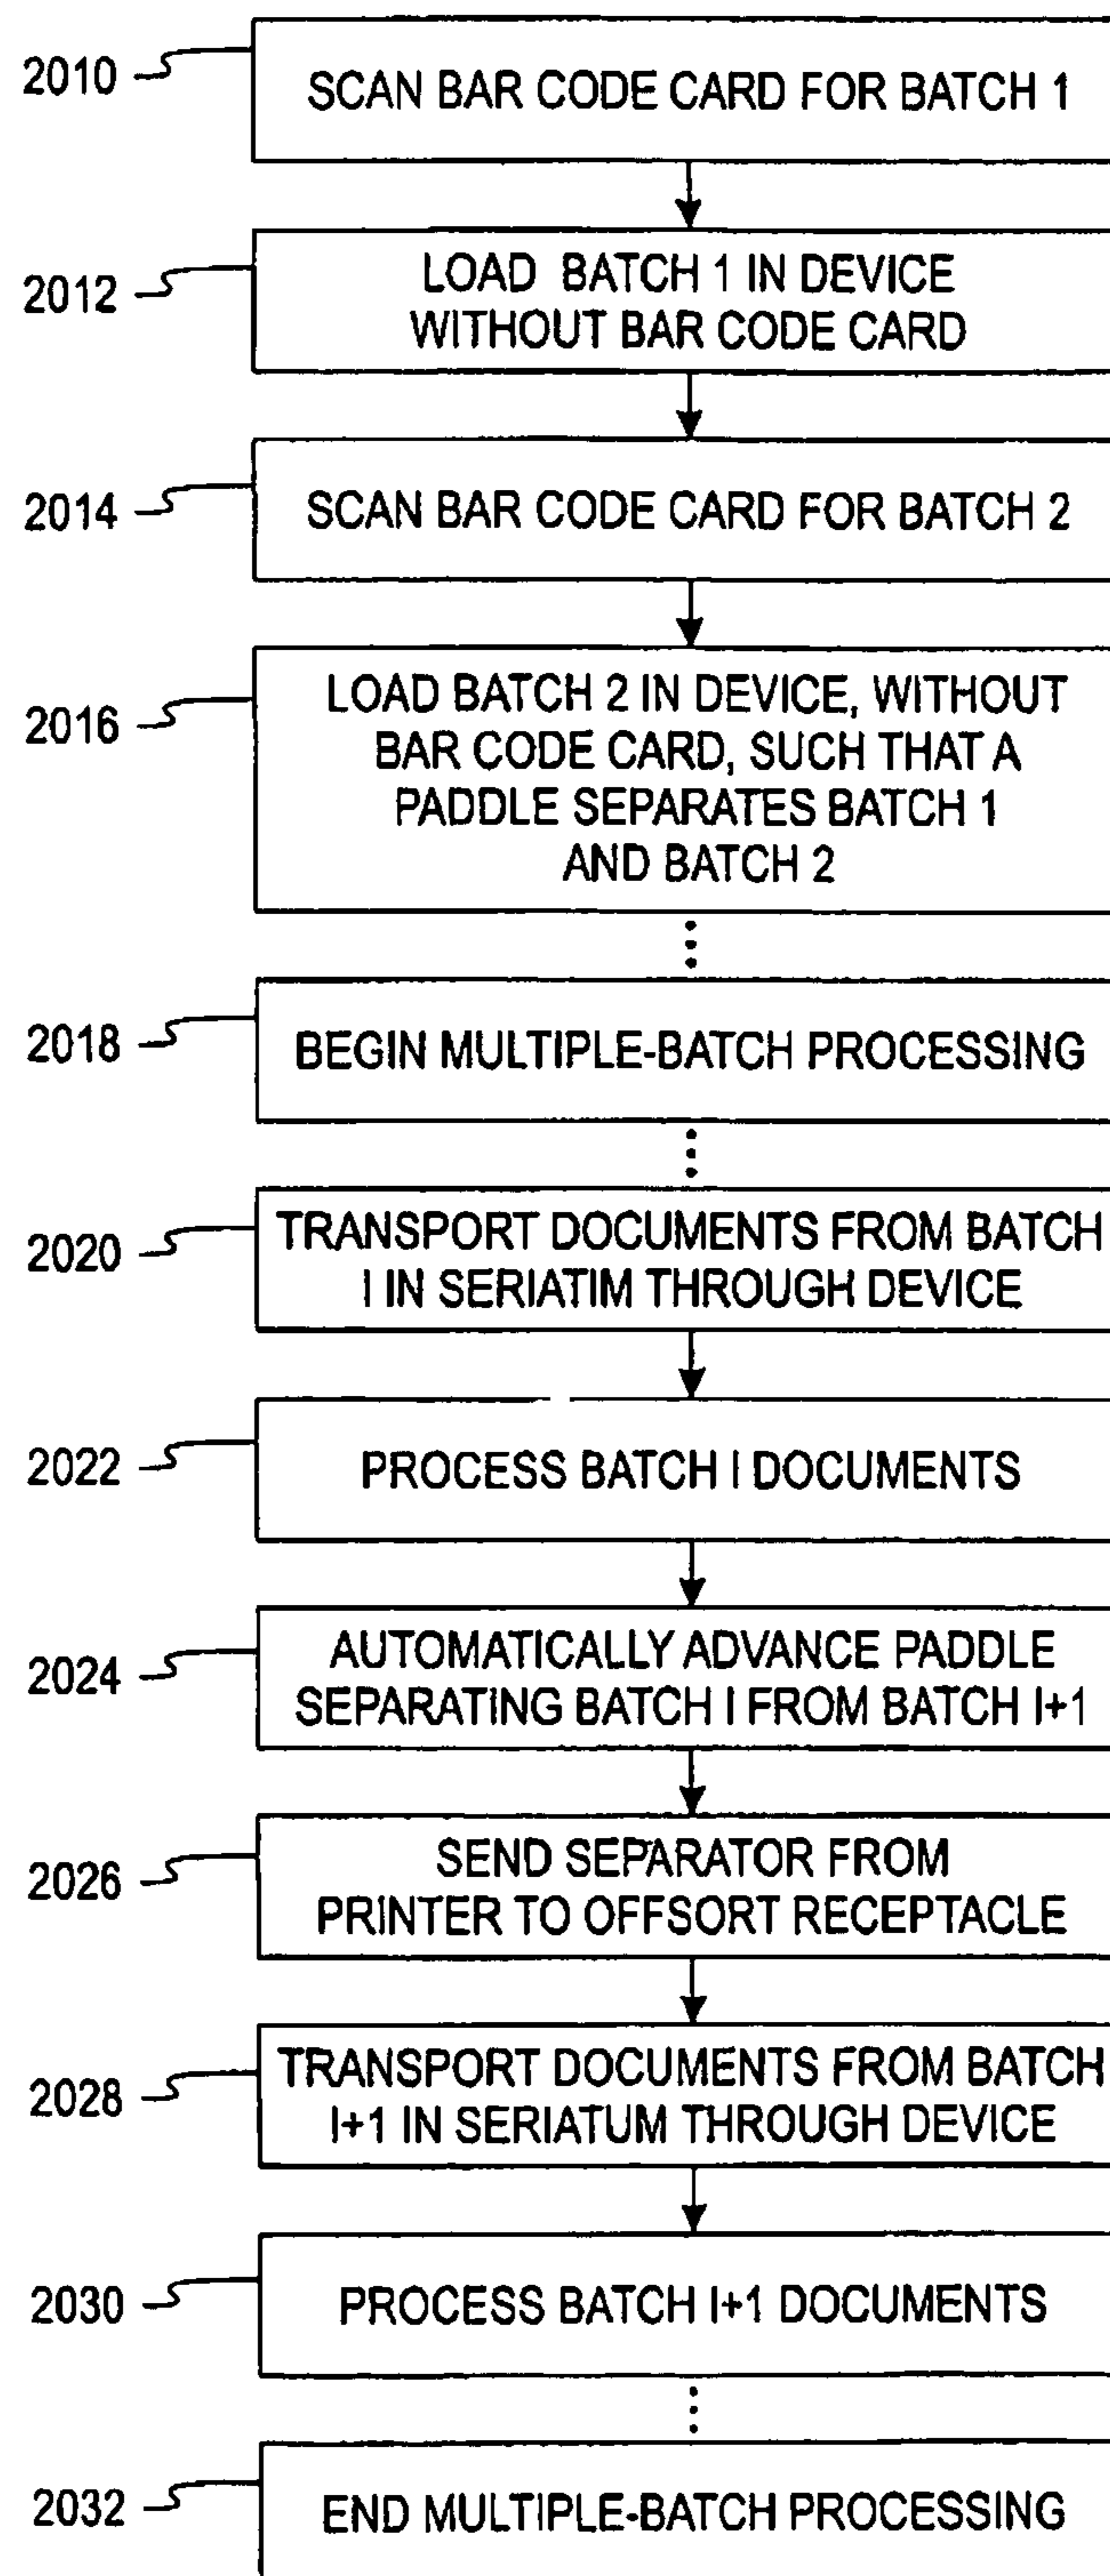 2010
SCAN BAR CODE CARD FOR BATCH 1
2012
LOAD BATCH 1 IN DEVICE
WITHOUT BAR CODE CARD
2014
SCAN BAR CODE CARD FOR BATCH 2
2016
LOAD BATCH 2 IN DEVICE, WITHOUT
BAR CODE CARD, SUCH THAT A
PADDLE SEPARATES BATCH 1
AND BATCH 2
2018
BEGIN MULTIPLE-BATCH PROCESSING
2020
TRANSPORT DOCUMENTS FROM BATCH
I IN SERIATIM THROUGH DEVICE
2022
PROCESS BATCH I DOCUMENTS
2024
AUTOMATICALLY ADVANCE PADDLE
SEPARATING BATCH I FROM BATCH I+1
2026
SEND SEPARATOR FROM
PRINTER TO OFFSORT RECEPTACLE
2028
TRANSPORT DOCUMENTS FROM BATCH
I+1 IN SERIATUM THROUGH DEVICE
2030
PROCESS BATCH I+1 DOCUMENTS
2032
END MULTIPLE-BATCH PROCESSING